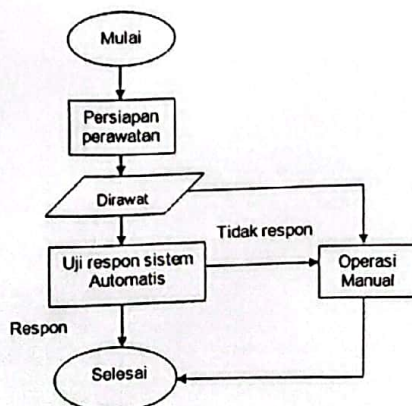 Mulai
Persiapan
perawatan
Dirawat
Tidak respon
Uji respon sistem
Automatis
Operasi
Manual
Respon
Selesai